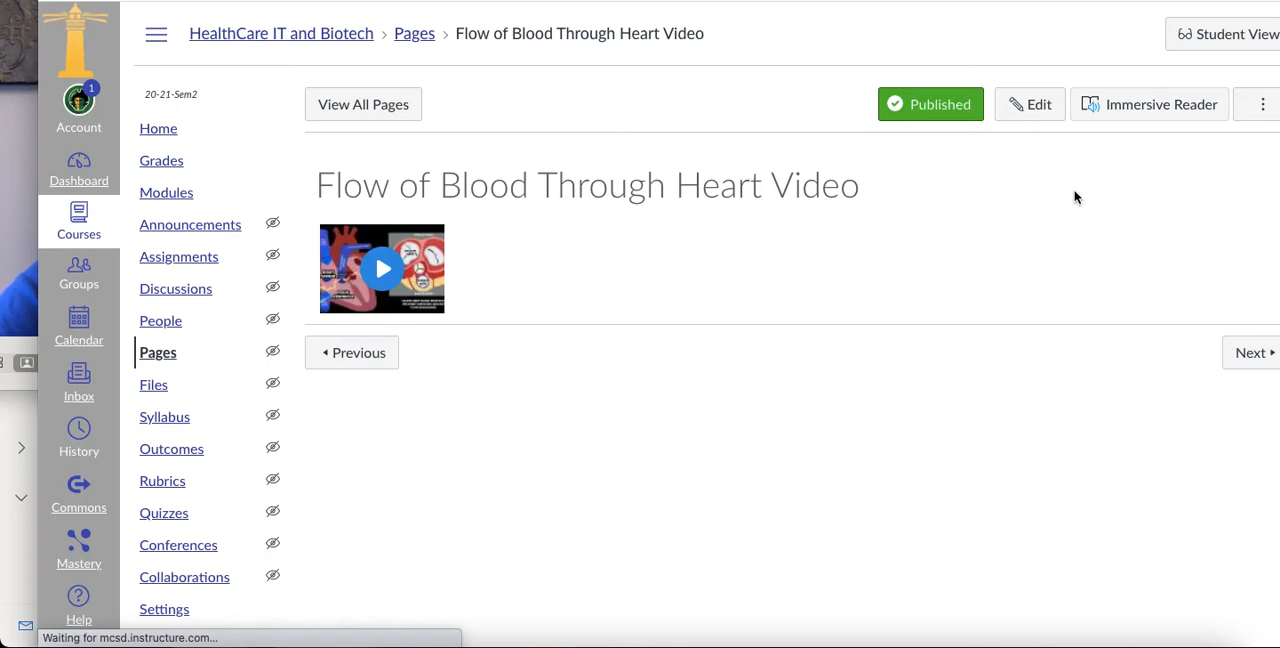 HealthCare IT and Biotech > Pages > Flow of Blood Through Heart Video
Student View
1
Account
Dashboard
Courses
Groups
Calendar
Inbox
History
Commons
Mastery
Help
20-21-Sem2
Home
Grades
Modules
Announcements
Assignments
Discussions
People
Pages
Files
Syllabus
Outcomes
Rubrics
Quizzes
Conferences
Collaborations
Settings
View All Pages
Published
Edit
Immersive Reader
Flow of Blood Through Heart Video
Previous
Next
Waiting for mcsd.instructure.com...